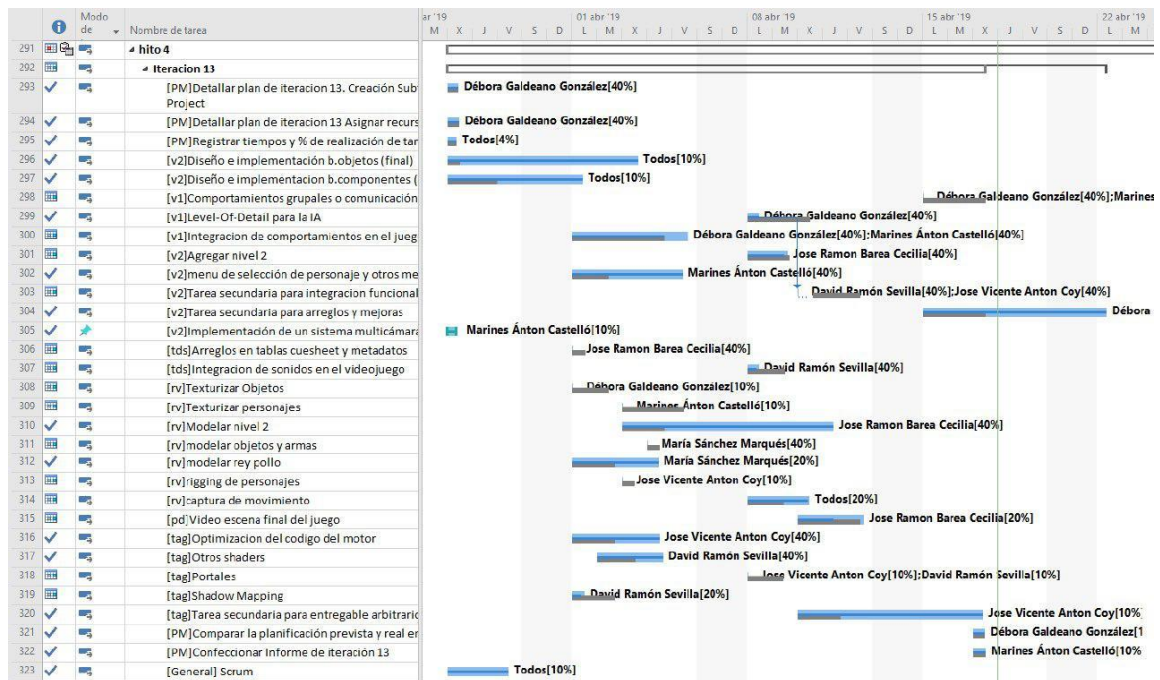 ar '19 01 abr '19 08 abr '19 15 abr '19 22 abr '19
Modo de Nombre de tarea M X J V S D L M X J V S D L M X J V S D L M X J V S D L M
291 hito 4
292 Iteracion 13
293 [PM]Detallar plan de iteracion 13. Creación Sub Débora Galdeano González[40%]
Project
294 [PM]Detallar plan de iteracion 13 Asignar recurs Débora Galdeano González[40%]
295 [PM]Registrar tiempos y % de realización de tar Todos[4%]
296 [v2]Diseño e implementación b.objetos (final) Todos[10%]
297 [v2]Diseño e implementacion b.componentes ( Todos[10%]
298 [v1]Comportamientos grupales o comunicación Débora Galdeano González[40%];Marines
299 [v1]Level-Of-Detail para la IA Débora Galdeano González[40%]
300 [v1]Integracion de comportamientos en el jueg Débora Galdeano González[40%];Marines Ánton Castelló[40%]
301 [v2]Agregar nivel 2 Jose Ramon Barea Cecilia[40%]
302 [v2]menu de selección de personaje y otros me Marines Ánton Castelló[40%]
303 [v2]Tarea secundaria para integracion funcional David Ramón Sevilla[40%];Jose Vicente Anton Coy[40%]
304 [v2]Tarea secundaria para arreglos y mejoras Débora
305 [v2]Implementación de un sistema multicámara Marines Ánton Castelló[10%]
306 [tds]Arreglos en tablas cuesheet y metadatos Jose Ramon Barea Cecilia[40%]
307 [tds]Integracion de sonidos en el videojuego David Ramón Sevilla[40%]
308 [rv]Texturizar Objetos Débora Galdeano González[10%]
309 [rv]Texturizar personajes Marines Ánton Castelló[10%]
310 [rv]Modelar nivel 2 Jose Ramon Barea Cecilia[40%]
311 [rv]modelar objetos y armas María Sánchez Marqués[40%]
312 [rv]modelar rey pollo María Sánchez Marqués[20%]
313 [rv]rigging de personajes Jose Vicente Anton Coy[10%]
314 [rv]captura de movimiento Todos[20%]
315 [pd]Video escena final del juego Jose Ramon Barea Cecilia[20%]
316 [tag]Optimizacion del codigo del motor Jose Vicente Anton Coy[40%]
317 [tag]Otros shaders David Ramón Sevilla[40%]
318 [tag]Portales Jose Vicente Anton Coy[10%];David Ramón Sevilla[10%]
319 [tag]Shadow Mapping David Ramón Sevilla[20%]
320 [tag]Tarea secundaria para entregable arbitraric Jose Vicente Anton Coy[10%
321 [PM]Comparar la planificación prevista y real er Débora Galdeano González[1
322 [PM]Confeccionar Informe de iteración 13 Marines Ánton Castelló[10%
323 [General] Scrum Todos[10%]